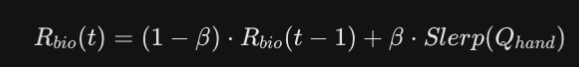 R_{bio}(t) = (1 − β) · R_{bio}(t − 1) + β · Slerp(Q_{hand})